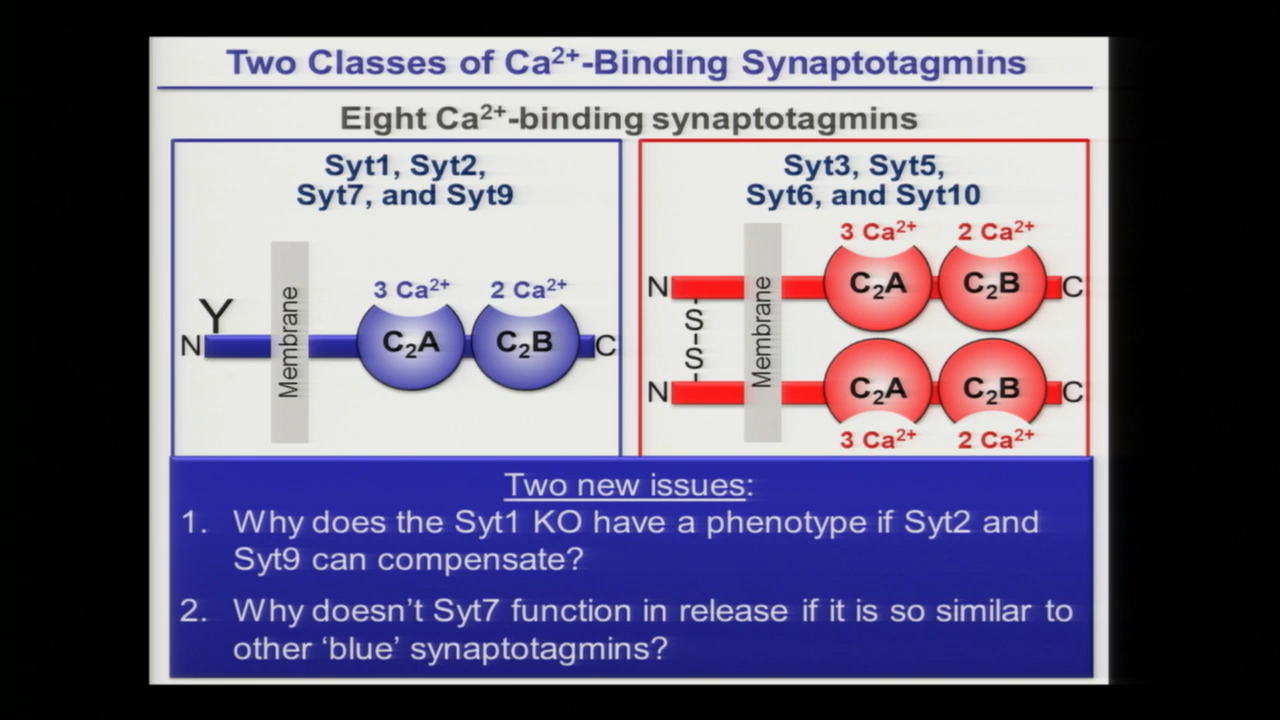 Two Classes of Ca²⁺-Binding Synaptotagmins
Eight Ca²⁺-binding synaptotagmins
Syt1, Syt2,
Syt7, and Syt9
Y
N
Membrane
3 Ca²⁺
2 Ca²⁺
C₂A
C₂B
C
Syt3, Syt5,
Syt6, and Syt10
3 Ca²⁺
2 Ca²⁺
N
C₂A
C₂B
C
S
S
Membrane
N
C₂A
C₂B
C
3 Ca²⁺
2 Ca²⁺
Two new issues:
1. Why does the Syt1 KO have a phenotype if Syt2 and
Syt9 can compensate?
2. Why doesn't Syt7 function in release if it is so similar to
other ‘blue’ synaptotagmins?